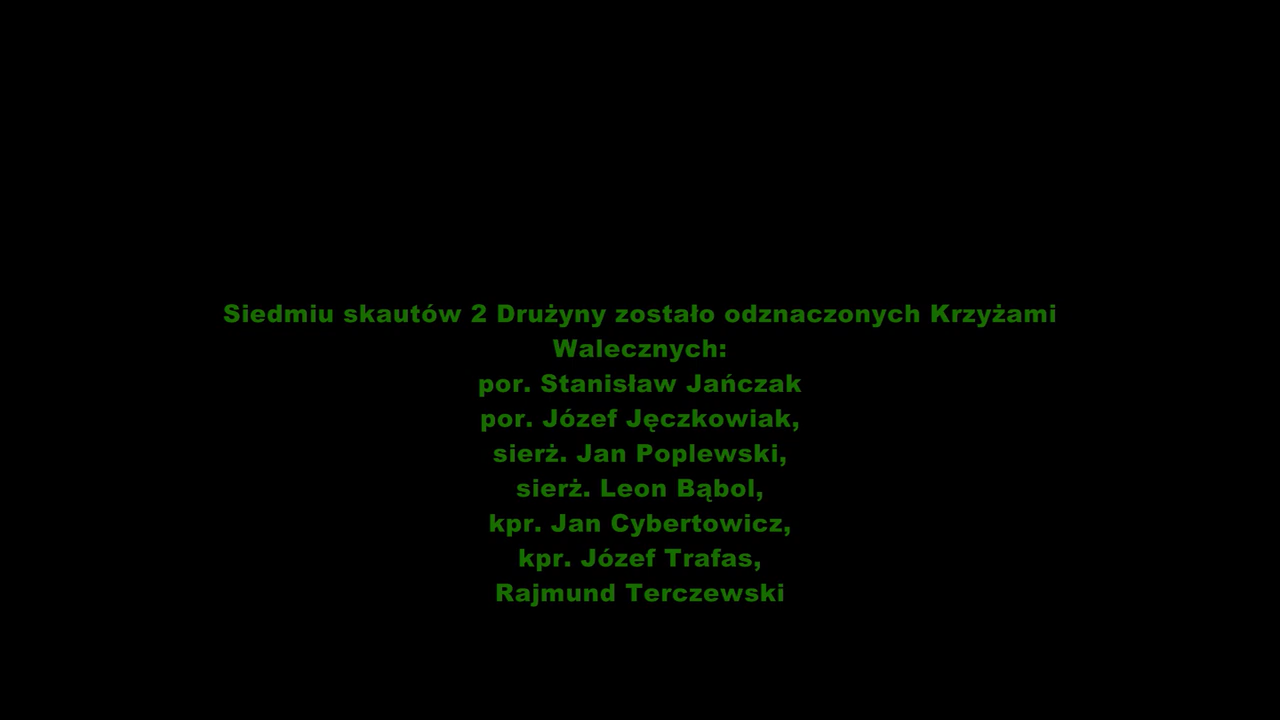 Siedmiu skautów 2 Drużyny zostało odznaczonych Krzyżami
Walecznych:
por. Stanisław Jańczak
por. Józef Jęczkowiak,
sierż. Jan Poplewski,
sierż. Leon Bąbol,
kpr. Jan Cybertowicz,
kpr. Józef Trafas,
Rajmund Terczewski